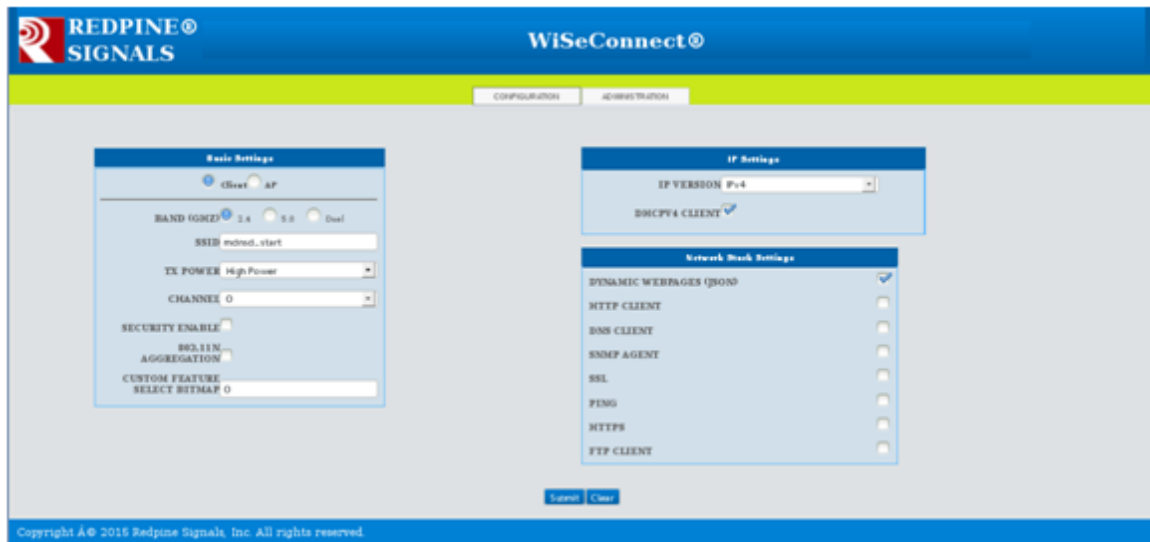 REDPINE®
SIGNALS
WiSeConnect®
CONFIGURATION
ADMINISTRATION
Basic Settings
Client AP
BAND (GHZ) 2.4 5.0 Dual
SSID mdnsd_start
TX POWER High Power
CHANNEL 0
SECURITY ENABLE
802.11N
AGGREGATION
CUSTOM FEATURE
SELECT BITMAP 0
IP Settings
IP VERSION IPv4
DHCPV4 CLIENT
Network Stack Settings
DYNAMIC WEBPAGES (JSON)
HTTP CLIENT
DNS CLIENT
SNMP AGENT
SSL
PING
HTTPS
FTP CLIENT
Submit Clear
Copyright Â© 2015 Redpine Signals, Inc. All rights reserved.